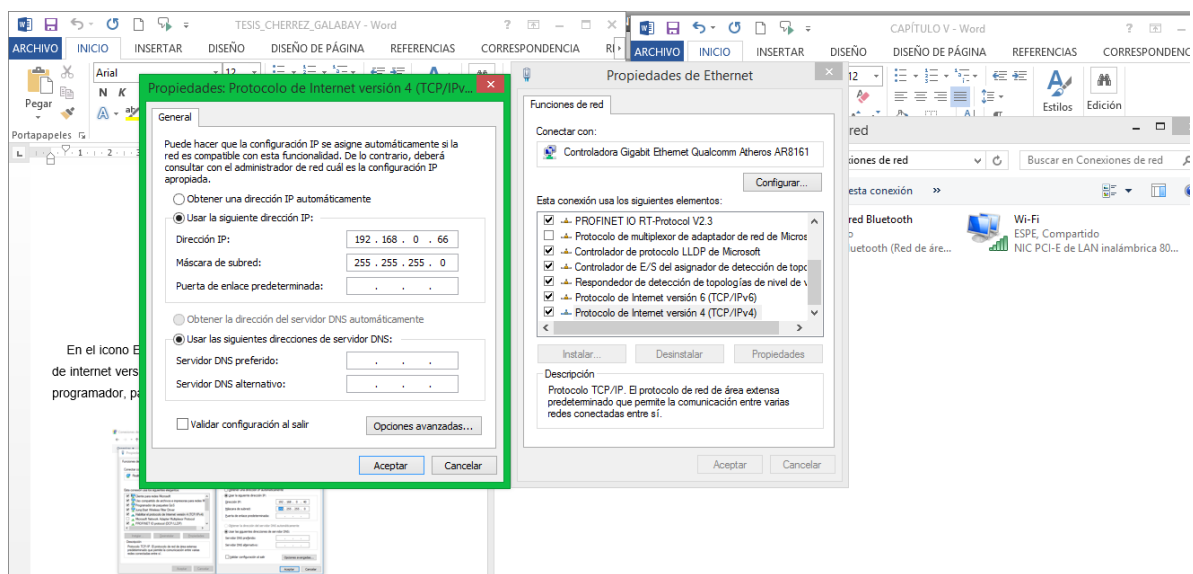 TESIS_CHERREZ_GALABAY - Word
ARCHIVO INICIO INSERTAR DISEÑO DISEÑO DE PÁGINA REFERENCIAS CORRESPONDENCIA
Arial 12
N K
Pegar
Portapapeles
En el icono E
de internet vers
programador, pa
Propiedades: Protocolo de Internet versión 4 (TCP/IPv...
General
Puede hacer que la configuración IP se asigne automáticamente si la
red es compatible con esta funcionalidad. De lo contrario, deberá
consultar con el administrador de red cuál es la configuración IP
apropiada.
Obtener una dirección IP automáticamente
Usar la siguiente dirección IP:
Dirección IP: 192 . 168 . 0 . 66
Máscara de subred: 255 . 255 . 255 . 0
Puerta de enlace predeterminada: . . .
Obtener la dirección del servidor DNS automáticamente
Usar las siguientes direcciones de servidor DNS:
Servidor DNS preferido: . . .
Servidor DNS alternativo: . . .
Validar configuración al salir
Opciones avanzadas...
Aceptar Cancelar
Propiedades de Ethernet
Funciones de red
Conectar con:
Controladora Gigabit Ethernet Qualcomm Atheros AR8161
Configurar...
Esta conexión usa los siguientes elementos:
PROFINET IO RT-Protocol V2.3
Protocolo de multiplexor de adaptador de red de Micros
Controlador de protocolo LLDP de Microsoft
Controlador de E/S del asignador de detección de topo
Respondedor de detección de topologías de nivel de v
Protocolo de Internet versión 6 (TCP/IPv6)
Protocolo de Internet versión 4 (TCP/IPv4)
Instalar... Desinstalar Propiedades
Descripción
Protocolo TCP/IP. El protocolo de red de área extensa
predeterminado que permite la comunicación entre varias
redes conectadas entre sí.
Aceptar Cancelar
CAPÍTULO V - Word
ARCHIVO INICIO INSERTAR DISEÑO DISEÑO DE PÁGINA REFERENCIAS CORRESPONDENC
12
Estilos Edición
red
iones de red
Buscar en Conexiones de red
esta conexión »
red Bluetooth
uetooth (Red de áre...
Wi-Fi
ESPE, Compartido
NIC PCI-E de LAN inalámbrica 80...